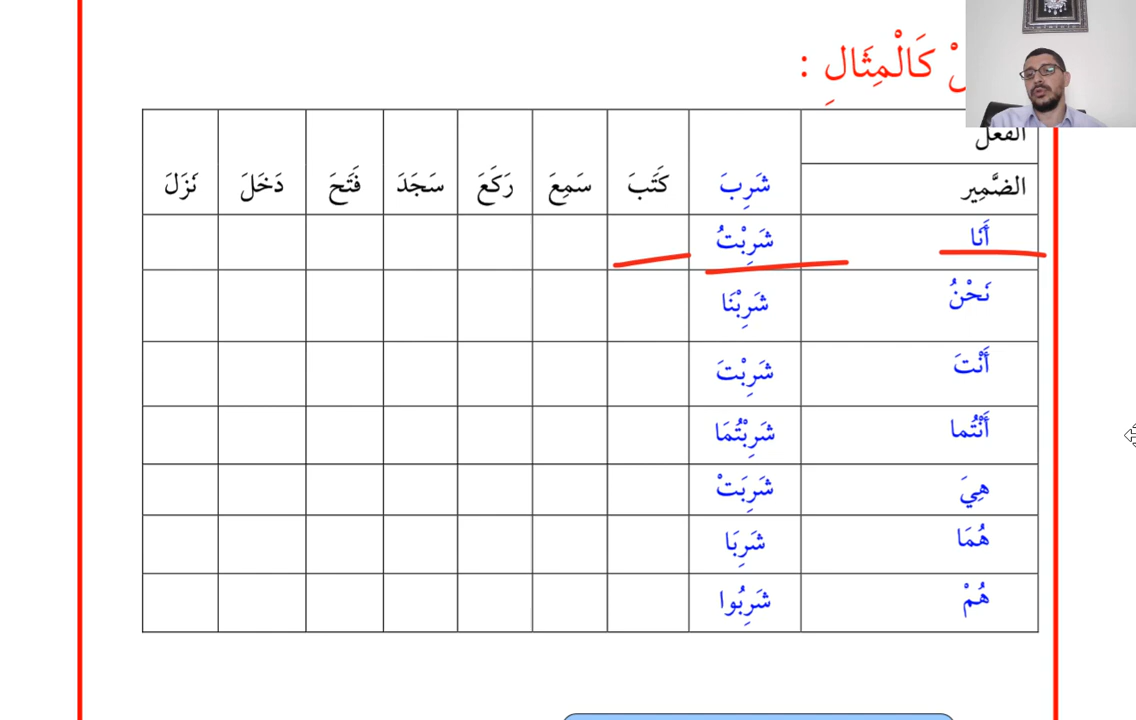 كَالْمِثَالِ :
الفعل
الضَّمِير شَرِبَ كَتَبَ سَمِعَ رَكَعَ سَجَدَ فَتَحَ دَخَلَ نَزَلَ
أَنَا شَرِبْتُ
نَحْنُ شَرِبْنَا
أَنْتَ شَرِبْتَ
أَنْتُما شَرِبْتُمَا
هِيَ شَرِبَتْ
هُمَا شَرِبَا
هُمْ شَرِبُوا